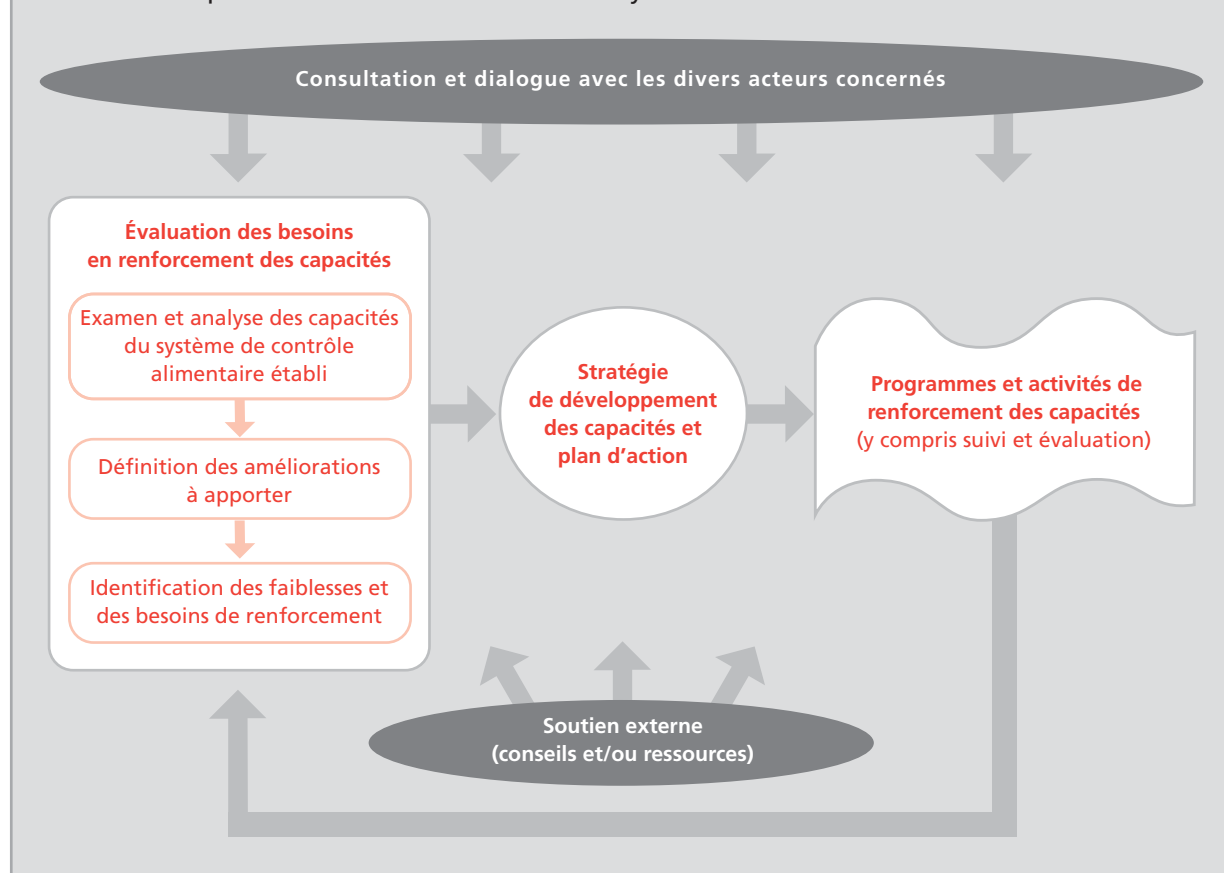 Consultation et dialogue avec les divers acteurs concernés
Évaluation des besoins
en renforcement des capacités
Examen et analyse des capacités
du système de contrôle
alimentaire établi
Définition des améliorations
à apporter
Identification des faiblesses et
des besoins de renforcement
Stratégie
de développement
des capacités et
plan d’action
Programmes et activités de
renforcement des capacités
(y compris suivi et évaluation)
Soutien externe
(conseils et/ou ressources)